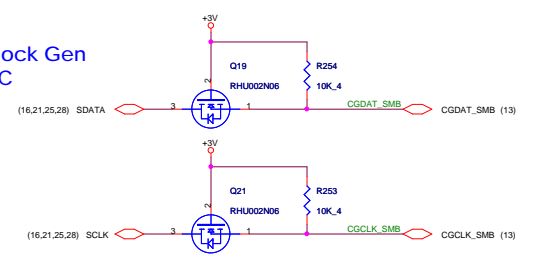 +3V
ock Gen
C
Q19
RHU002N06
R254
10K_4
2
3
1
(16,21,25,28) SDATA
CGDAT_SMB
CGDAT_SMB (13)
+3V
Q21
RHU002N06
R253
10K_4
2
3
1
(16,21,25,28) SCLK
CGCLK_SMB
CGCLK_SMB (13)